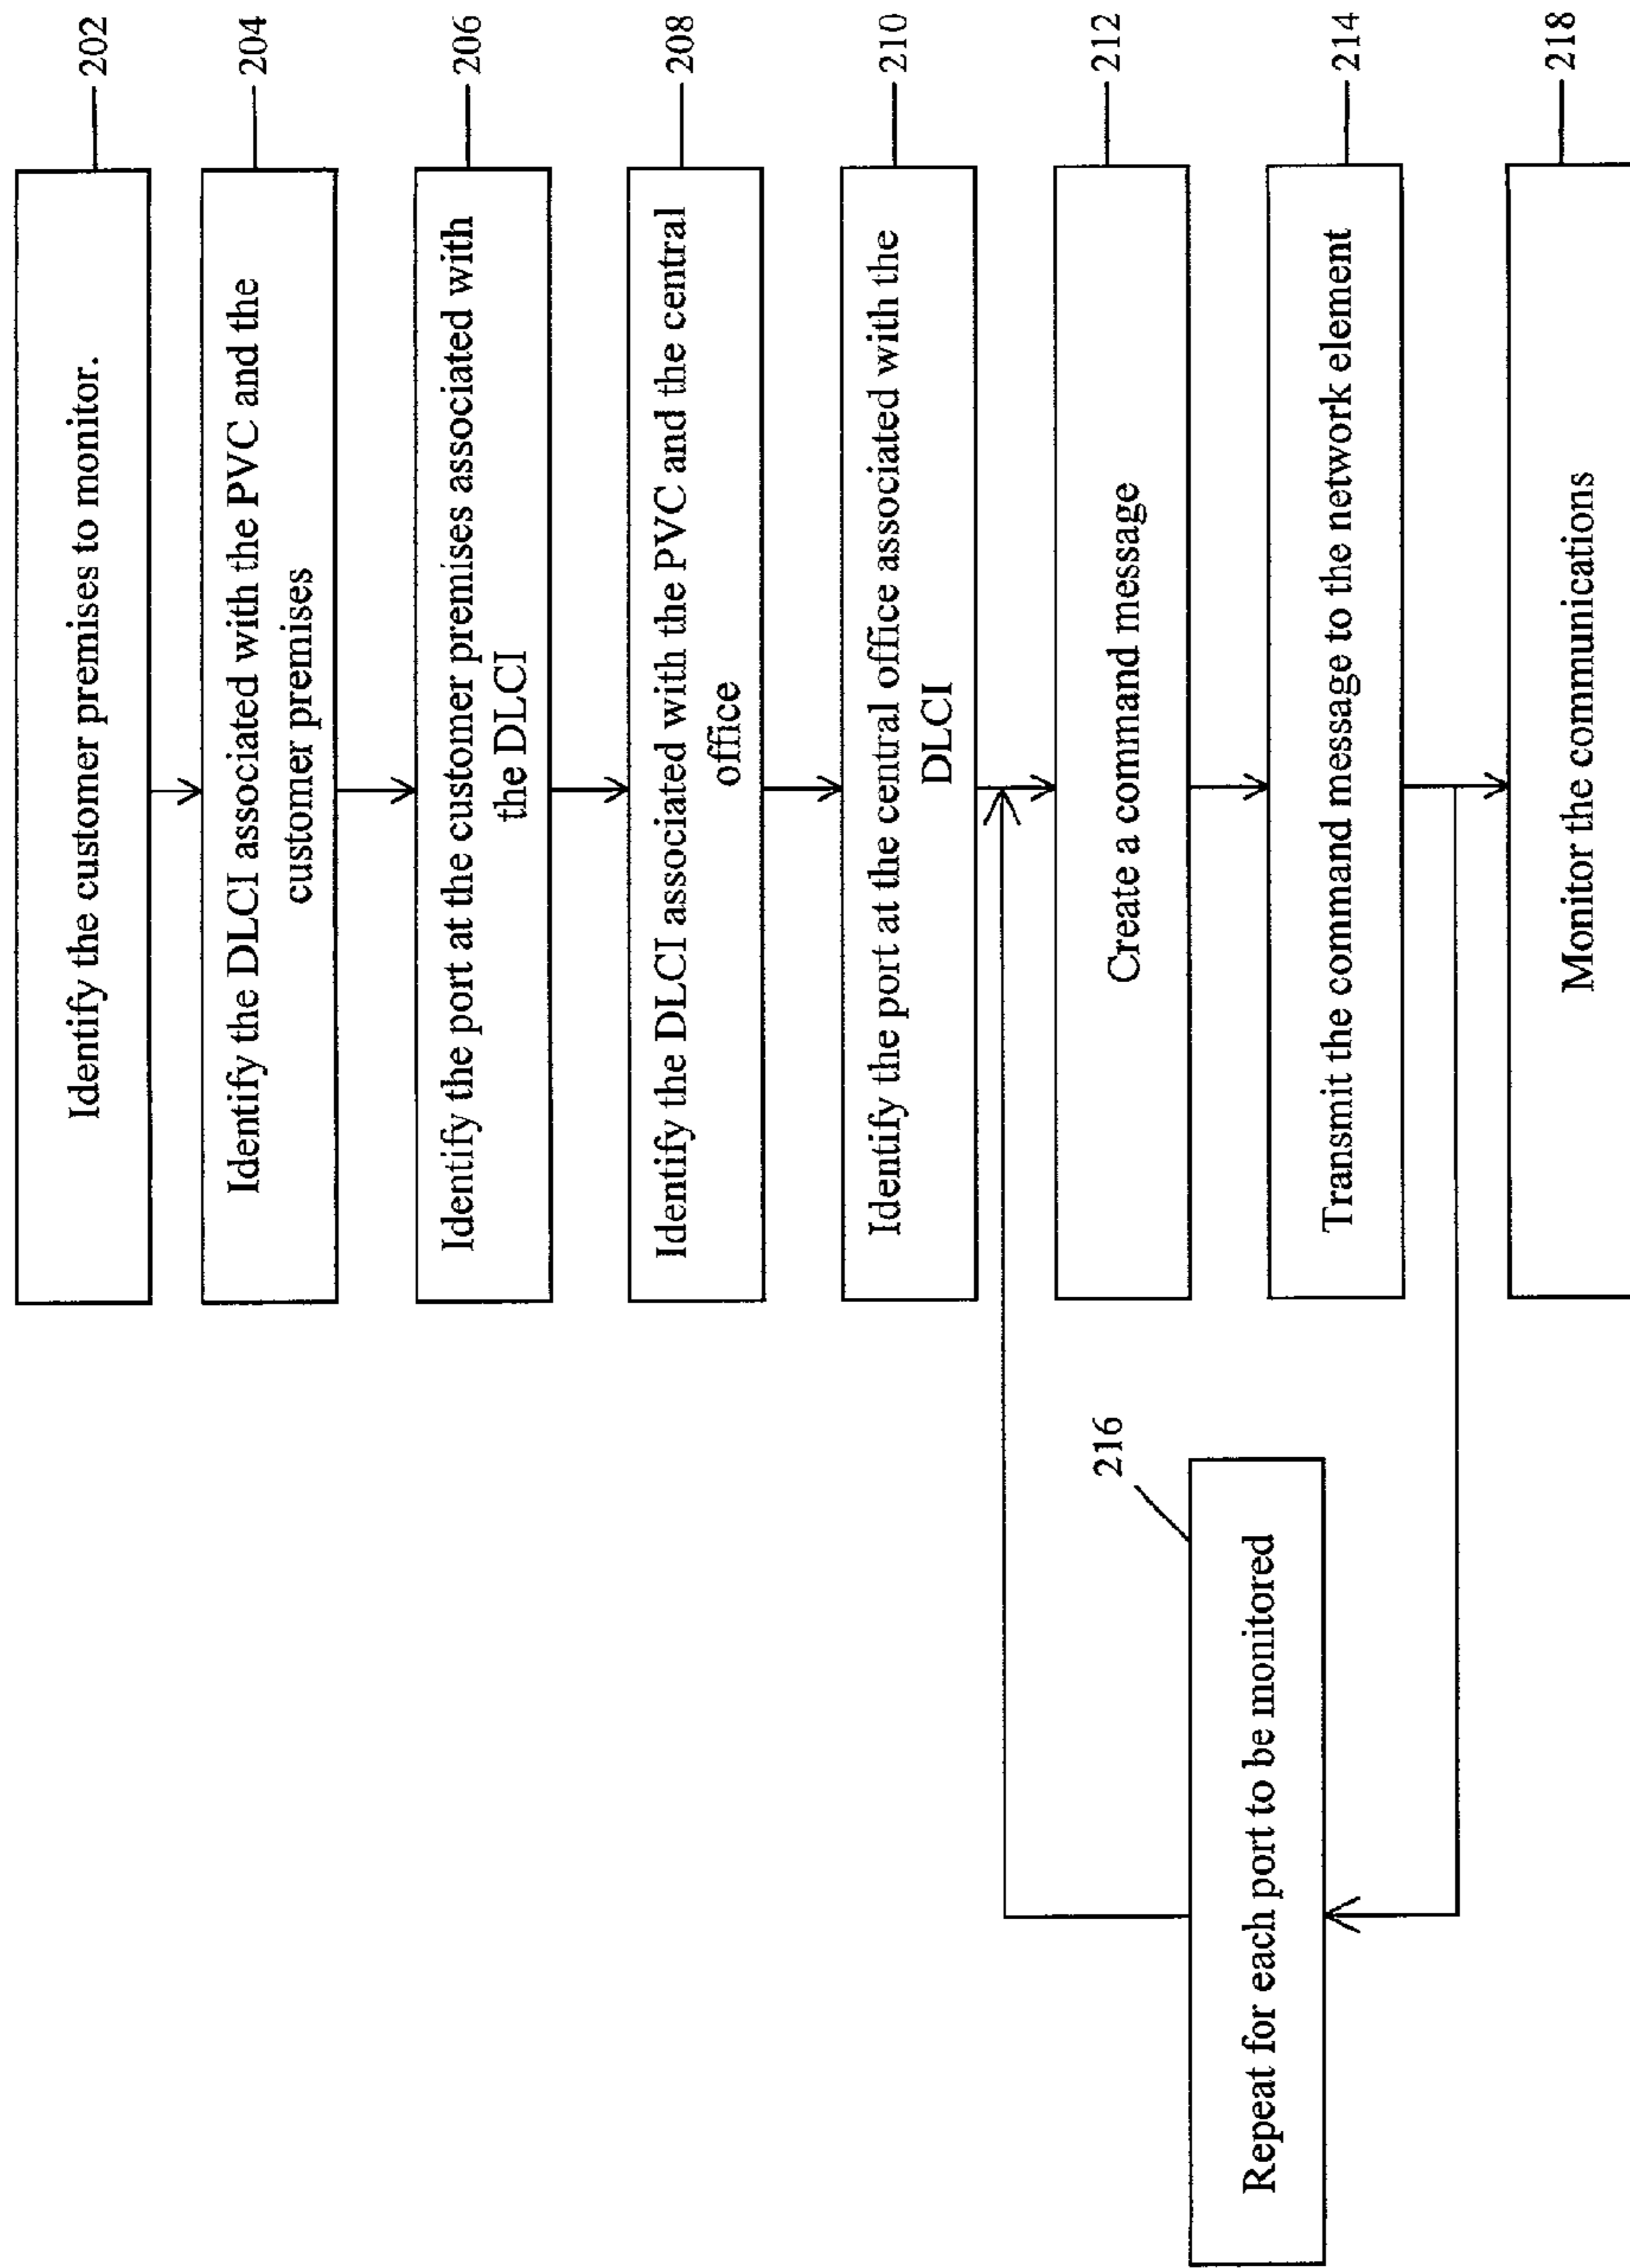 Identify the customer premises to monitor.
202
Identify the DLCI associated with the PVC and the
customer premises
204
Identify the port at the customer premises associated with
the DLCI
206
Identify the DLCI associated with the PVC and the central
office
208
Identify the port at the central office associated with the
DLCI
210
Create a command message
212
Transmit the command message to the network element
214
216
Repeat for each port to be monitored
Monitor the communications
218